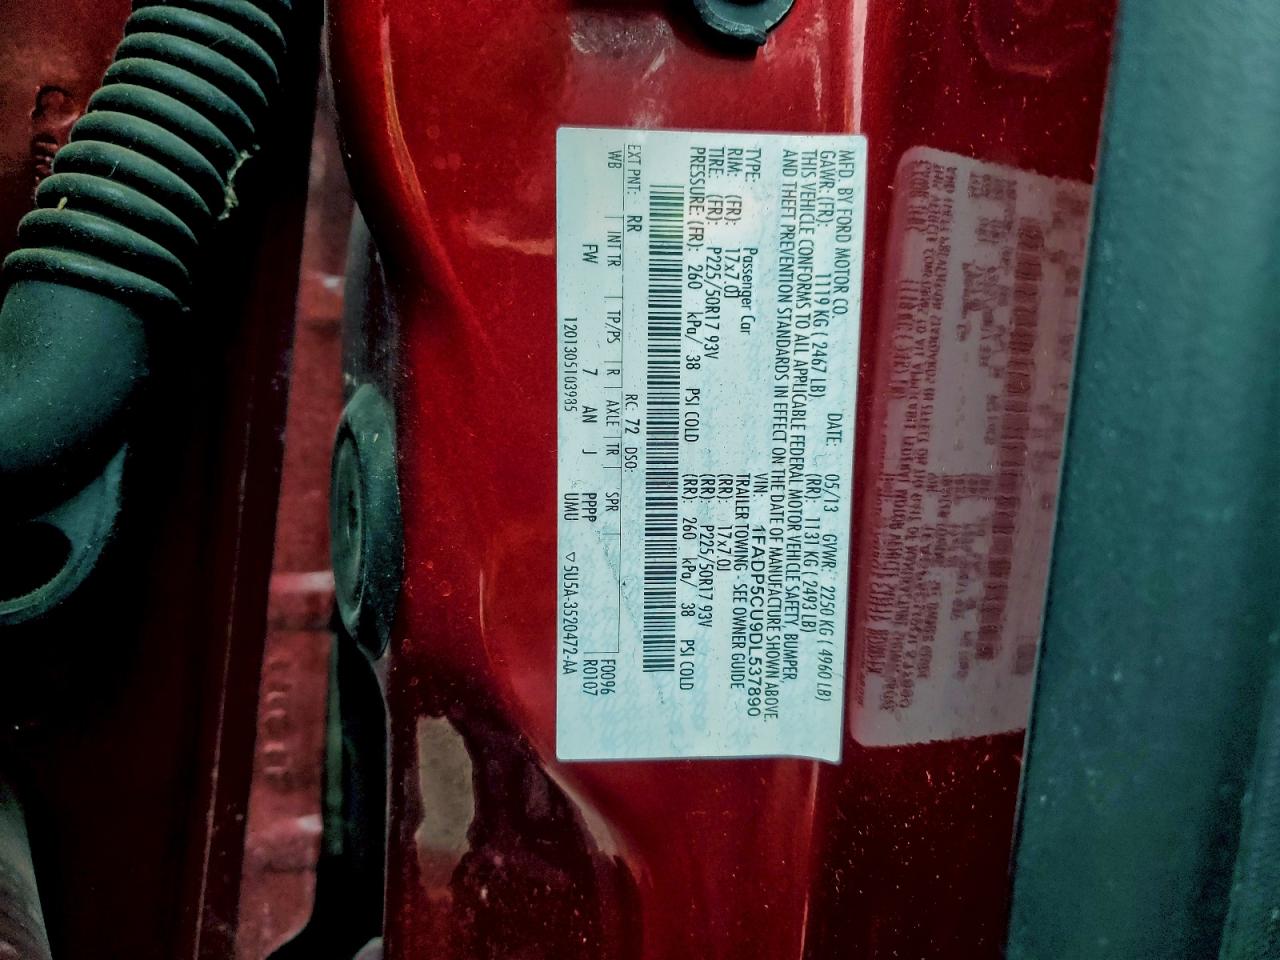 MFD. BY FORD MOTOR CO.
DATE: 05/13 GVWR: 2250 KG ( 4960 LB)
GAWR: (FR): 1119 KG ( 2467 LB) (RR): 1131 KG ( 2493 LB)
THIS VEHICLE CONFORMS TO ALL APPLICABLE FEDERAL MOTOR VEHICLE SAFETY, BUMPER,
AND THEFT PREVENTION STANDARDS IN EFFECT ON THE DATE OF MANUFACTURE SHOWN ABOVE.
VIN: 1FADP5CU9DL537890
TYPE: Passenger Car TRAILER TOWING - SEE OWNER GUIDE
RIM: (FR): 17x7.0J (RR): 17x7.0J
TIRE: (FR): P225/50R17 93V (RR): P225/50R17 93V
PRESSURE: (FR): 260 kPa/ 38 PSI COLD (RR): 260 kPa/ 38 PSI COLD
EXT PNT: RR RC: 72 DSO: F0096
WB INT TR TP/PS R AXLE TR SPR R0107
FW 7 AN J PPPP
1201305103985 UMU ▽ 5U5A-3520472-AA